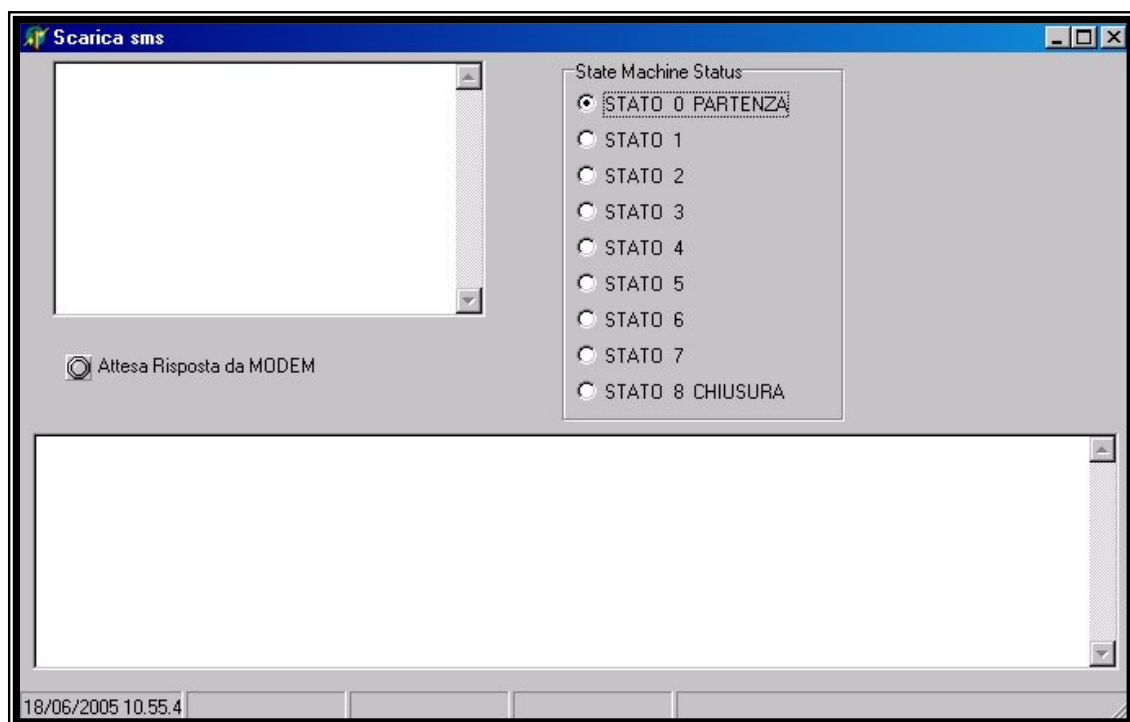 Scarica sms
State Machine Status
STATO 0 PARTENZA
STATO 1
STATO 2
STATO 3
STATO 4
STATO 5
STATO 6
STATO 7
STATO 8 CHIUSURA
Attesa Risposta da MODEM
18/06/2005 10.55.4